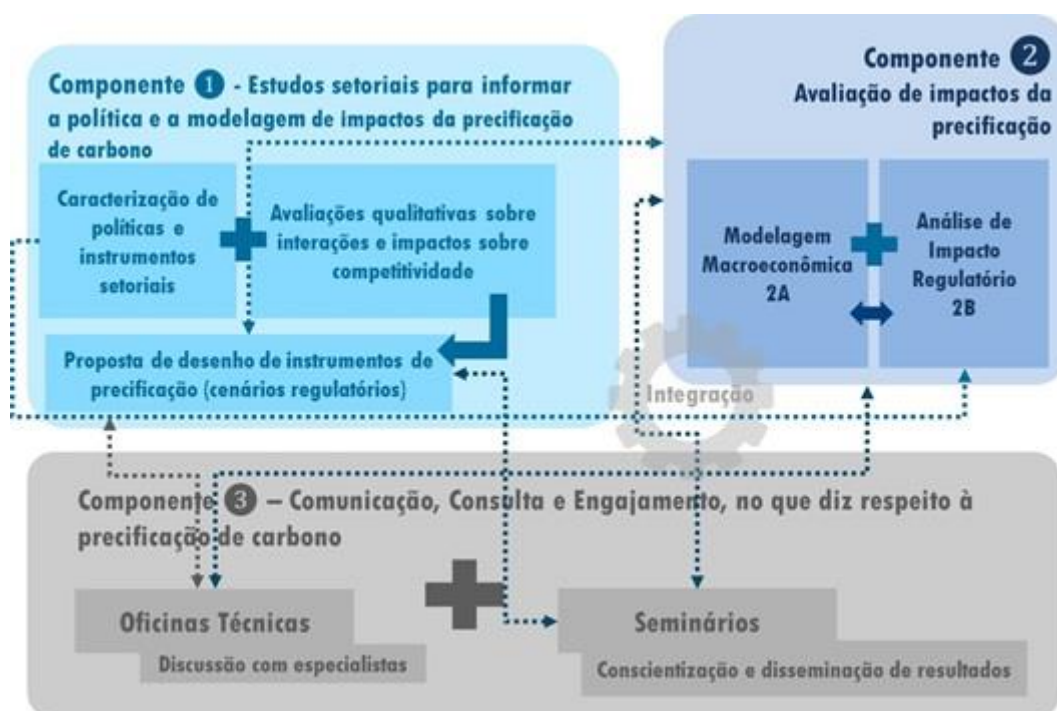 Componente 1 - Estudos setoriais para informar
a política e a modelagem de impactos da precificação
de carbono
Caracterização de
políticas e
instrumentos
setoriais
Avaliações qualitativas sobre
interações e impactos sobre
competitividade
Proposta de desenho de instrumentos de
precificação (cenários regulatórios)
Componente 2
Avaliação de impactos da
precificação
Modelagem
Macroeconômica
2A
Análise de
Impacto
Regulatório
2B
Integração
Componente 3 – Comunicação, Consulta e Engajamento, no que diz respeito à
precificação de carbono
Oficinas Técnicas
Discussão com especialistas
Seminários
Conscientização e disseminação de resultados